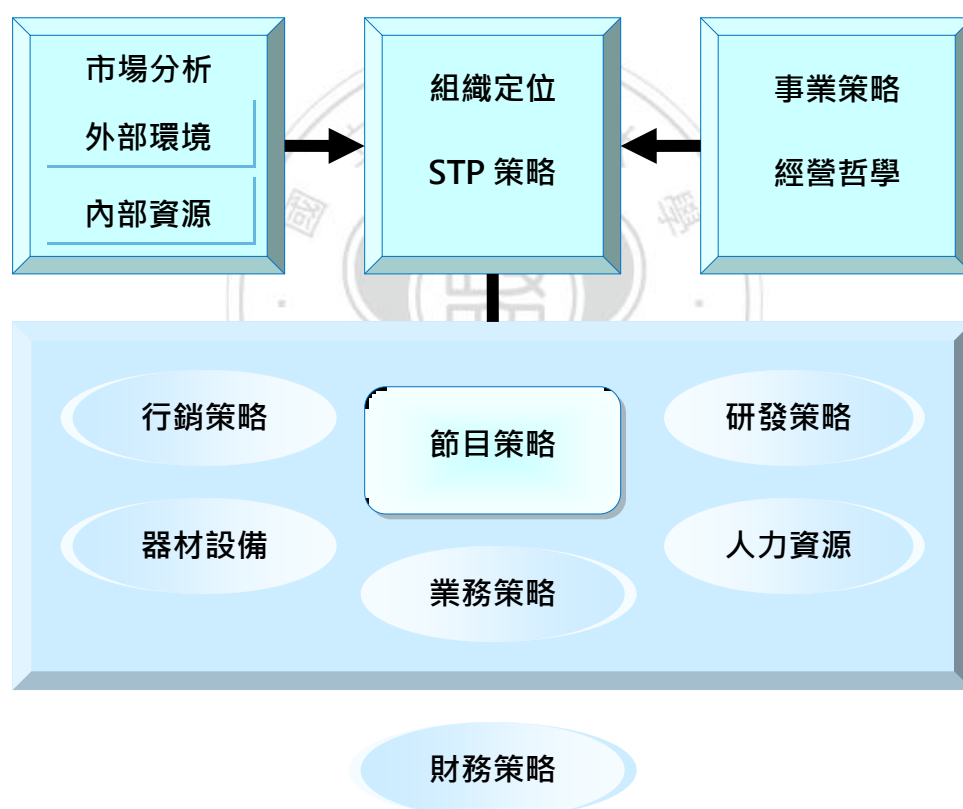 市場分析
外部環境
內部資源
組織定位
STP 策略
事業策略
經營哲學
行銷策略
節目策略
研發策略
器材設備
業務策略
人力資源
財務策略